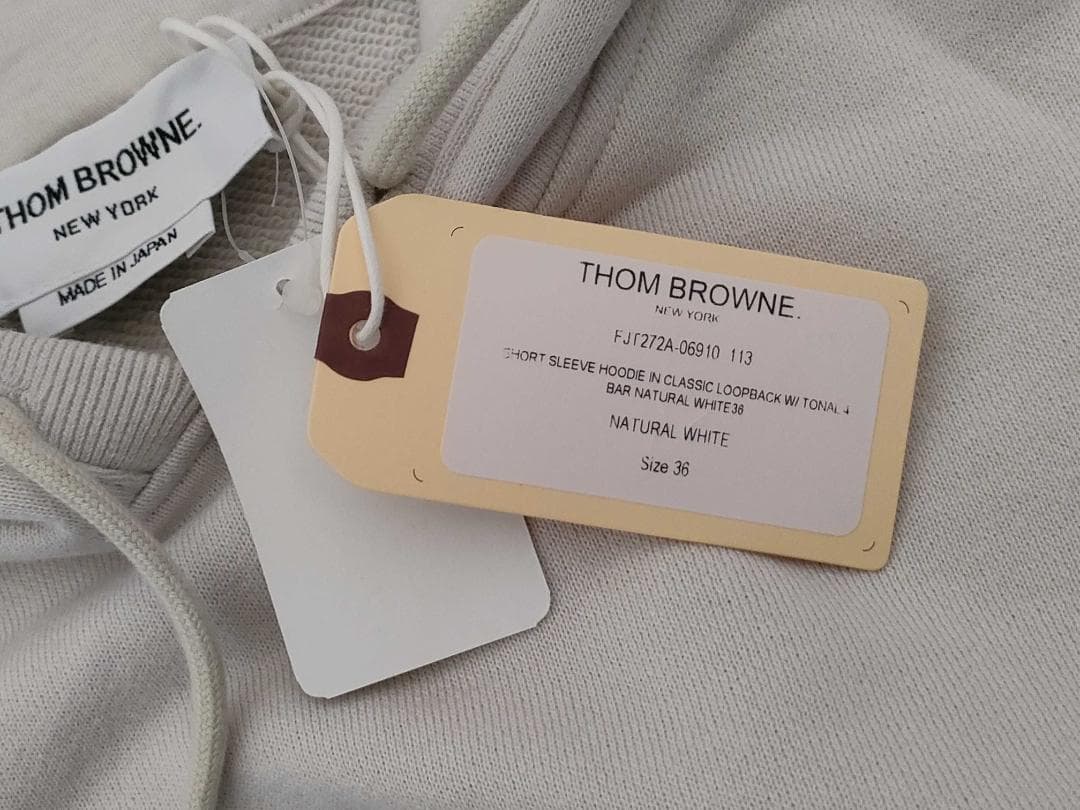 THOM BROWNE.
NEW YORK
MADE IN JAPAN
THOM BROWNE.
NEW YORK
FJT272A-06910 113
SHORT SLEEVE HOODIE IN CLASSIC LOOPBACK W/ TONAL 4
BAR NATURAL WHITE36
NATURAL WHITE
Size 36